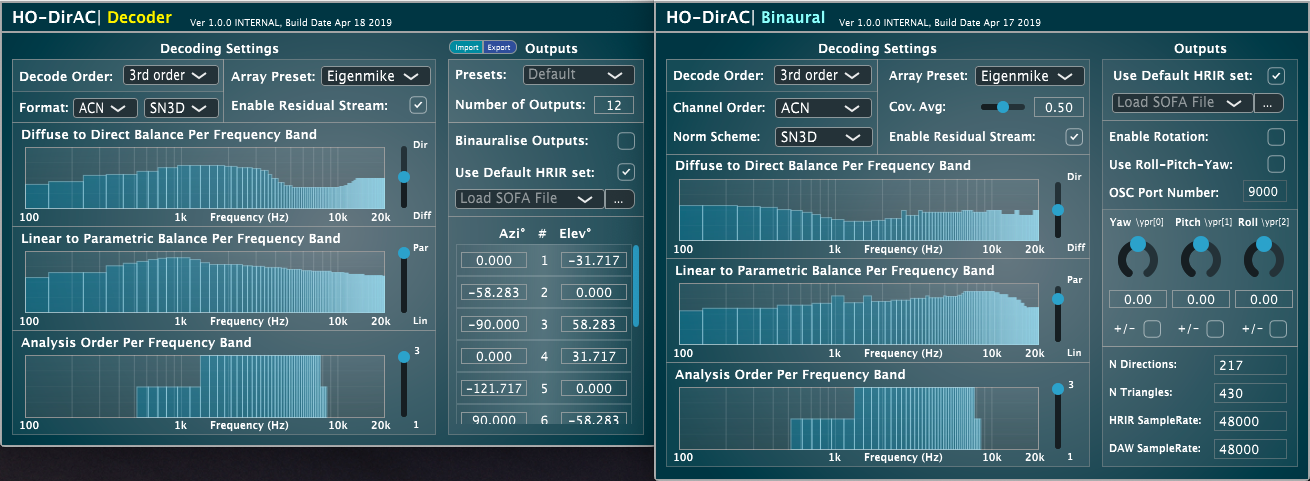 HO-DirAC| Decoder Ver 1.0.0 INTERNAL, Build Date Apr 18 2019
Decoding Settings
Decode Order: 3rd order
Array Preset: Eigenmike
Format: ACN SN3D
Enable Residual Stream:
Diffuse to Direct Balance Per Frequency Band
Dir
Diff
100 1k Frequency (Hz) 10k 20k
Linear to Parametric Balance Per Frequency Band
Par
Lin
100 1k Frequency (Hz) 10k 20k
Analysis Order Per Frequency Band
3
1
100 1k Frequency (Hz) 10k 20k
Import Export Outputs
Presets: Default
Number of Outputs: 12
Binauralise Outputs:
Use Default HRIR set:
Load SOFA File ...
Azi° # Elev°
0.000 1 -31.717
-58.283 2 0.000
-90.000 3 58.283
0.000 4 31.717
-121.717 5 0.000
90.000 6 -58.283
HO-DirAC| Binaural Ver 1.0.0 INTERNAL, Build Date Apr 17 2019
Decoding Settings
Decode Order: 3rd order
Array Preset: Eigenmike
Channel Order: ACN
Cov. Avg: 0.50
Norm Scheme: SN3D
Enable Residual Stream:
Diffuse to Direct Balance Per Frequency Band
Dir
Diff
100 1k Frequency (Hz) 10k 20k
Linear to Parametric Balance Per Frequency Band
Par
Lin
100 1k Frequency (Hz) 10k 20k
Analysis Order Per Frequency Band
3
1
100 1k Frequency (Hz) 10k 20k
Outputs
Use Default HRIR set:
Load SOFA File ...
Enable Rotation:
Use Roll-Pitch-Yaw:
OSC Port Number: 9000
Yaw \ypr[0] Pitch \ypr[1] Roll \ypr[2]
0.00 0.00 0.00
+/- +/- +/-
N Directions: 217
N Triangles: 430
HRIR SampleRate: 48000
DAW SampleRate: 48000